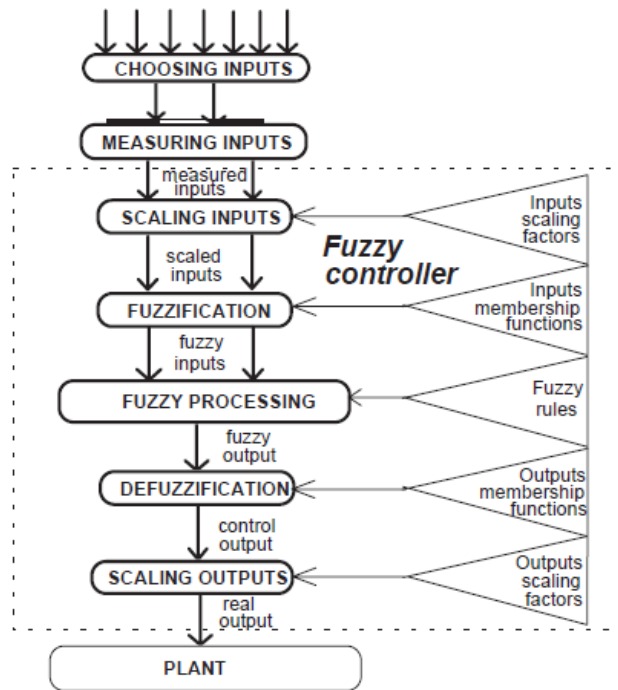 CHOOSING INPUTS
MEASURING INPUTS
measured
inputs
SCALING INPUTS
Inputs
scaling
factors
scaled
inputs
Fuzzy
controller
FUZZIFICATION
Inputs
membership
functions
fuzzy
inputs
FUZZY PROCESSING
Fuzzy
rules
fuzzy
output
DEFUZZIFICATION
Outputs
membership
functions
control
output
SCALING OUTPUTS
Outputs
scaling
factors
real
output
PLANT